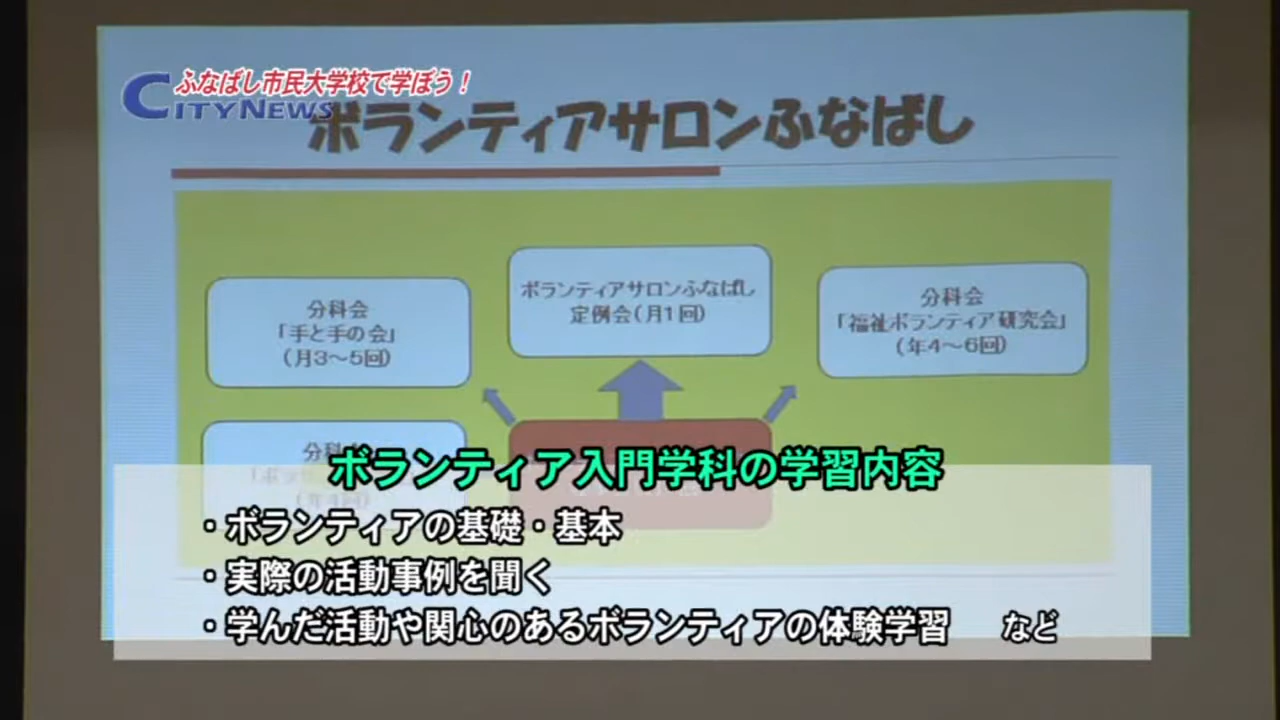 ふなばし市民大学校で学ぼう!
CITYNEWS
ボランティアサロンふなばし
分科会
「手と手の会」
(月3~5回)
ボランティアサロンふなばし
定例会(月1回)
分科会
「福祉ボランティア研究会」
(年4~6回)
ボランティア入門学科の学習内容
・ボランティアの基礎・基本
・実際の活動事例を聞く
・学んだ活動や関心のあるボランティアの体験学習 など